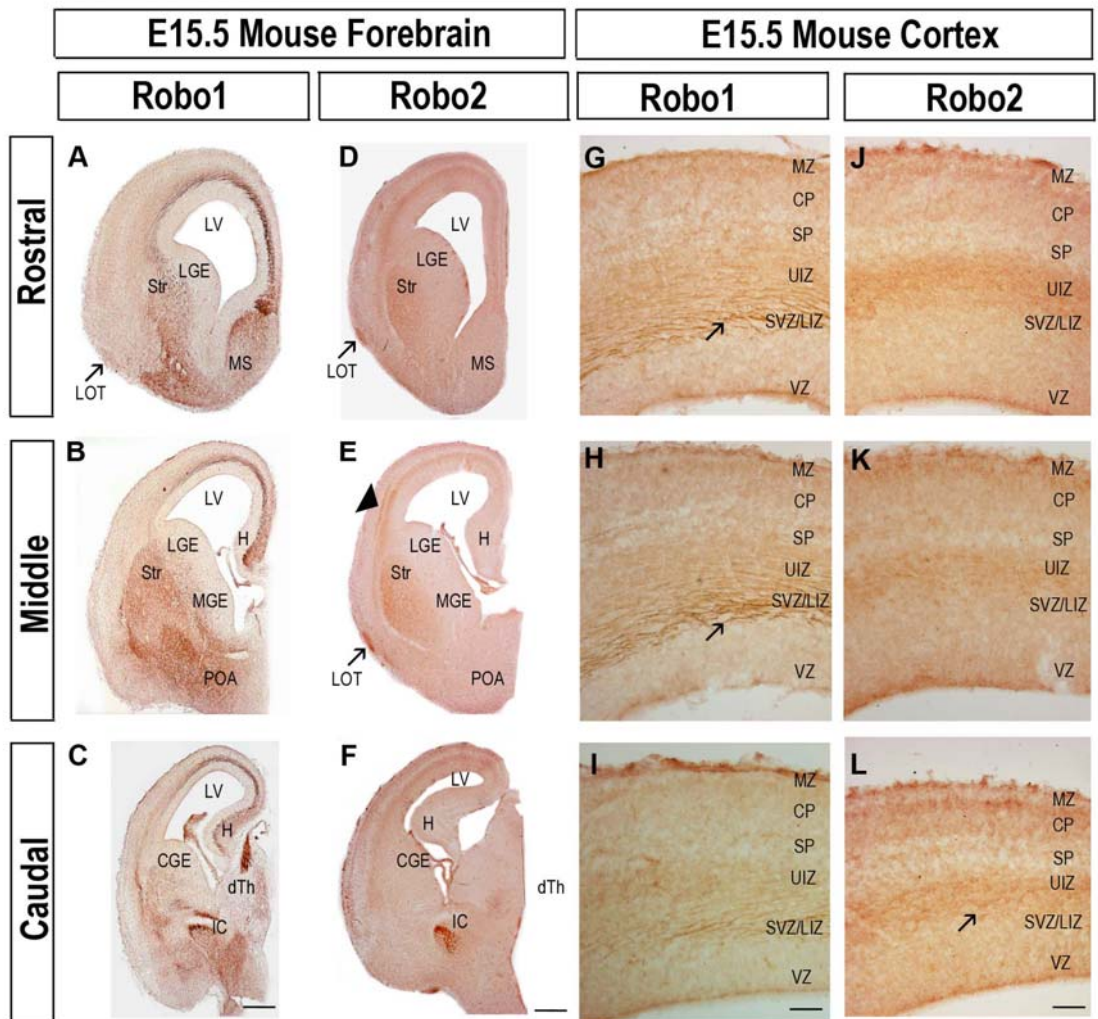 E15.5 Mouse Forebrain
E15.5 Mouse Cortex
Robo1
Robo2
Robo1
Robo2
Rostral
A
LV
LGE
Str
MS
LOT
D
LV
LGE
Str
MS
LOT
G
MZ
CP
SP
UIZ
SVZ/LIZ
VZ
J
MZ
CP
SP
UIZ
SVZ/LIZ
VZ
Middle
B
LV
LGE
H
Str
MGE
POA
E
LV
LGE
H
Str
MGE
LOT
POA
H
MZ
CP
SP
UIZ
SVZ/LIZ
VZ
K
MZ
CP
SP
UIZ
SVZ/LIZ
VZ
Caudal
C
LV
H
CGE
dTh
IC
F
LV
H
CGE
dTh
IC
I
MZ
CP
SP
UIZ
SVZ/LIZ
VZ
L
MZ
CP
SP
UIZ
SVZ/LIZ
VZ